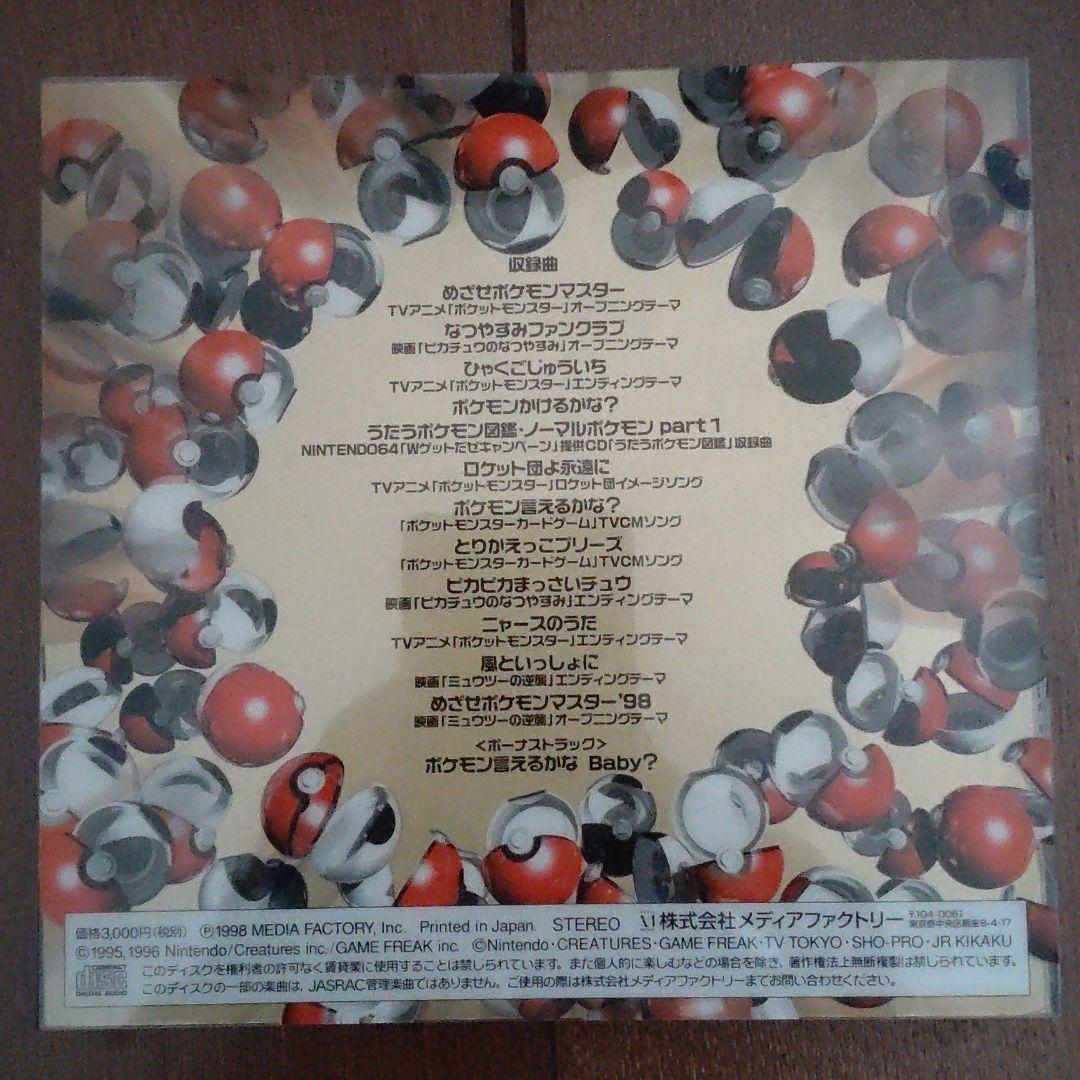 収録曲
めざせポケモンマスター
TVアニメ「ポケットモンスター」オープニングテーマ
なつやすみファンクラブ
映画「ピカチュウのなつやすみ」オープニングテーマ
ひゃくごじゅういち
TVアニメ「ポケットモンスター」エンディングテーマ
ポケモンかけるかな?
うたうポケモン図鑑・ノーマルポケモン part 1
NINTENDO64「Wゲットだぜキャンペーン」提供CD「うたうポケモン図鑑」収録曲
ロケット団よ永遠に
TVアニメ「ポケットモンスター」ロケット団イメージソング
ポケモン言えるかな?
「ポケットモンスターカードゲーム」TVCMソング
とりかえっこプリーズ
「ポケットモンスターカードゲーム」TVCMソング
ピカピカまっさいチュウ
映画「ピカチュウのなつやすみ」エンディングテーマ
ニャースのうた
TVアニメ「ポケットモンスター」エンディングテーマ
風といっしょに
映画「ミュウツーの逆襲」エンディングテーマ
めざせポケモンマスター'98
映画「ミュウツーの逆襲」オープニングテーマ
<ボーナストラック>
ポケモン言えるかな Baby?
価格3,000円(税別) Ⓟ1998 MEDIA FACTORY, Inc. Printed in Japan. STEREO 株式会社メディアファクトリー 〒104-0061
東京都中央区銀座8-4-17
©1995,1996 Nintendo/Creatures inc./GAME FREAK inc. ©Nintendo・CREATURES・GAME FREAK・TV TOKYO・SHO-PRO・JR KIKAKU
COMPACT disc DIGITAL AUDIO
このディスクを権利者の許可なく賃貸業に使用することは禁じられています。また個人的に楽しむなどの場合を除き、著作権法上無断複製は禁じられています。
このディスクの一部の楽曲は、JASRAC管理楽曲ではありません。ご使用の際は株式会社メディアファクトリーまでお問い合わせください。